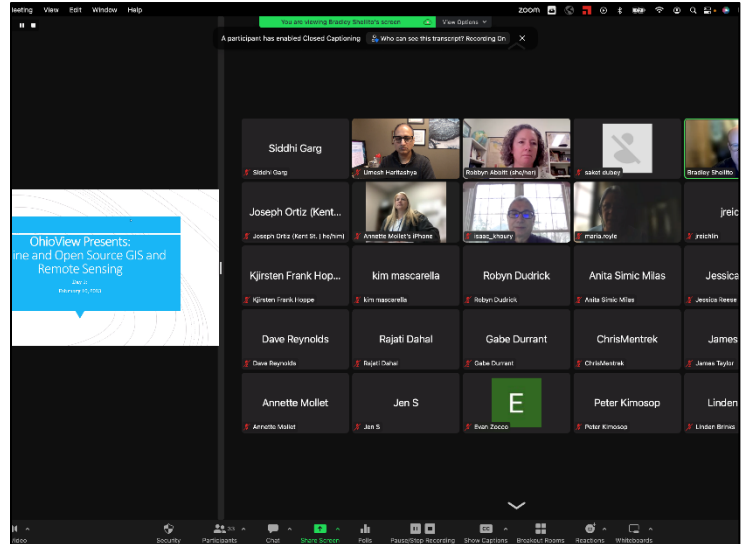 leeting View Edit Window Help
zoom
You are viewing Bradley Shellito's screen
View Options
A participant has enabled Closed Captioning
Who can see this transcript? Recording On
OhioView Presents:
ine and Open Source GIS and
Remote Sensing
Siddhi Garg
Siddhi Garg
Umesh Haritashya
Robbyn Abbitt (she/her)
saket dubey
Bradley Shellito
Joseph Ortiz (Kent...
Joseph Ortiz (Kent St. | he/him)
Annette Mollet's iPhone
isaac_khoury
maria.royle
jreic
jreichlin
Kjirsten Frank Hop...
Kjirsten Frank Hoppe
kim mascarella
kim mascarella
Robyn Dudrick
Robyn Dudrick
Anita Simic Milas
Anita Simic Milas
Jessica
Jessica Reese
Dave Reynolds
Dave Reynolds
Rajati Dahal
Rajati Dahal
Gabe Durrant
Gabe Durrant
ChrisMentrek
ChrisMentrek
James
James Taylor
Annette Mollet
Annette Mollet
Jen S
Jen S
E
Evan Zocco
Peter Kimosop
Peter Kimosop
Linden
Linden Brinks
Video
Security
Participants
Chat
Share Screen
Polls
Pause/Stop Recording
CC
Show Captions
Breakout Rooms
Reactions
Whiteboards